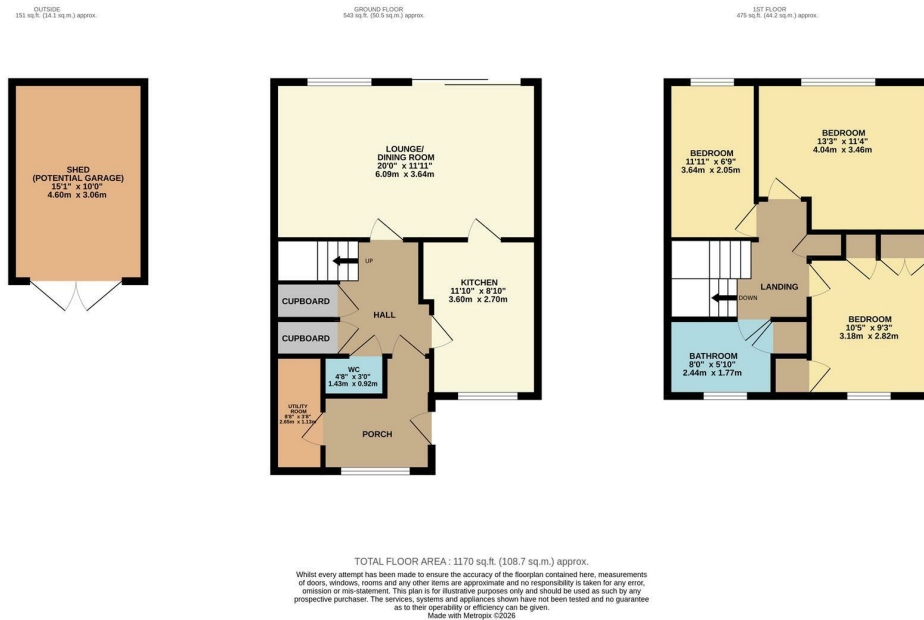 OUTSIDE
151 sq.ft. (14.1 sq.m.) approx.
GROUND FLOOR
543 sq.ft. (50.5 sq.m.) approx.
1ST FLOOR
475 sq.ft. (44.2 sq.m.) approx.
SHED
(POTENTIAL GARAGE)
15'1" x 10'0"
4.60m x 3.06m
LOUNGE/
DINING ROOM
20'0" x 11'11"
6.09m x 3.64m
UP
CUPBOARD
CUPBOARD
HALL
KITCHEN
11'10" x 8'10"
3.60m x 2.70m
WC
4'8" x 3'0"
1.43m x 0.92m
UTILITY
ROOM
8'8" x 3'8"
2.65m x 1.13m
PORCH
BEDROOM
11'11" x 6'9"
3.64m x 2.05m
BEDROOM
13'3" x 11'4"
4.04m x 3.46m
LANDING
DOWN
BEDROOM
10'5" x 9'3"
3.18m x 2.82m
BATHROOM
8'0" x 5'10"
2.44m x 1.77m
TOTAL FLOOR AREA : 1170 sq.ft. (108.7 sq.m.) approx.
Whilst every attempt has been made to ensure the accuracy of the floorplan contained here, measurements
of doors, windows, rooms and any other items are approximate and no responsibility is taken for any error,
omission or mis-statement. This plan is for illustrative purposes only and should be used as such by any
prospective purchaser. The services, systems and appliances shown have not been tested and no guarantee
as to their operability or efficiency can be given.
Made with Metropix ©2026